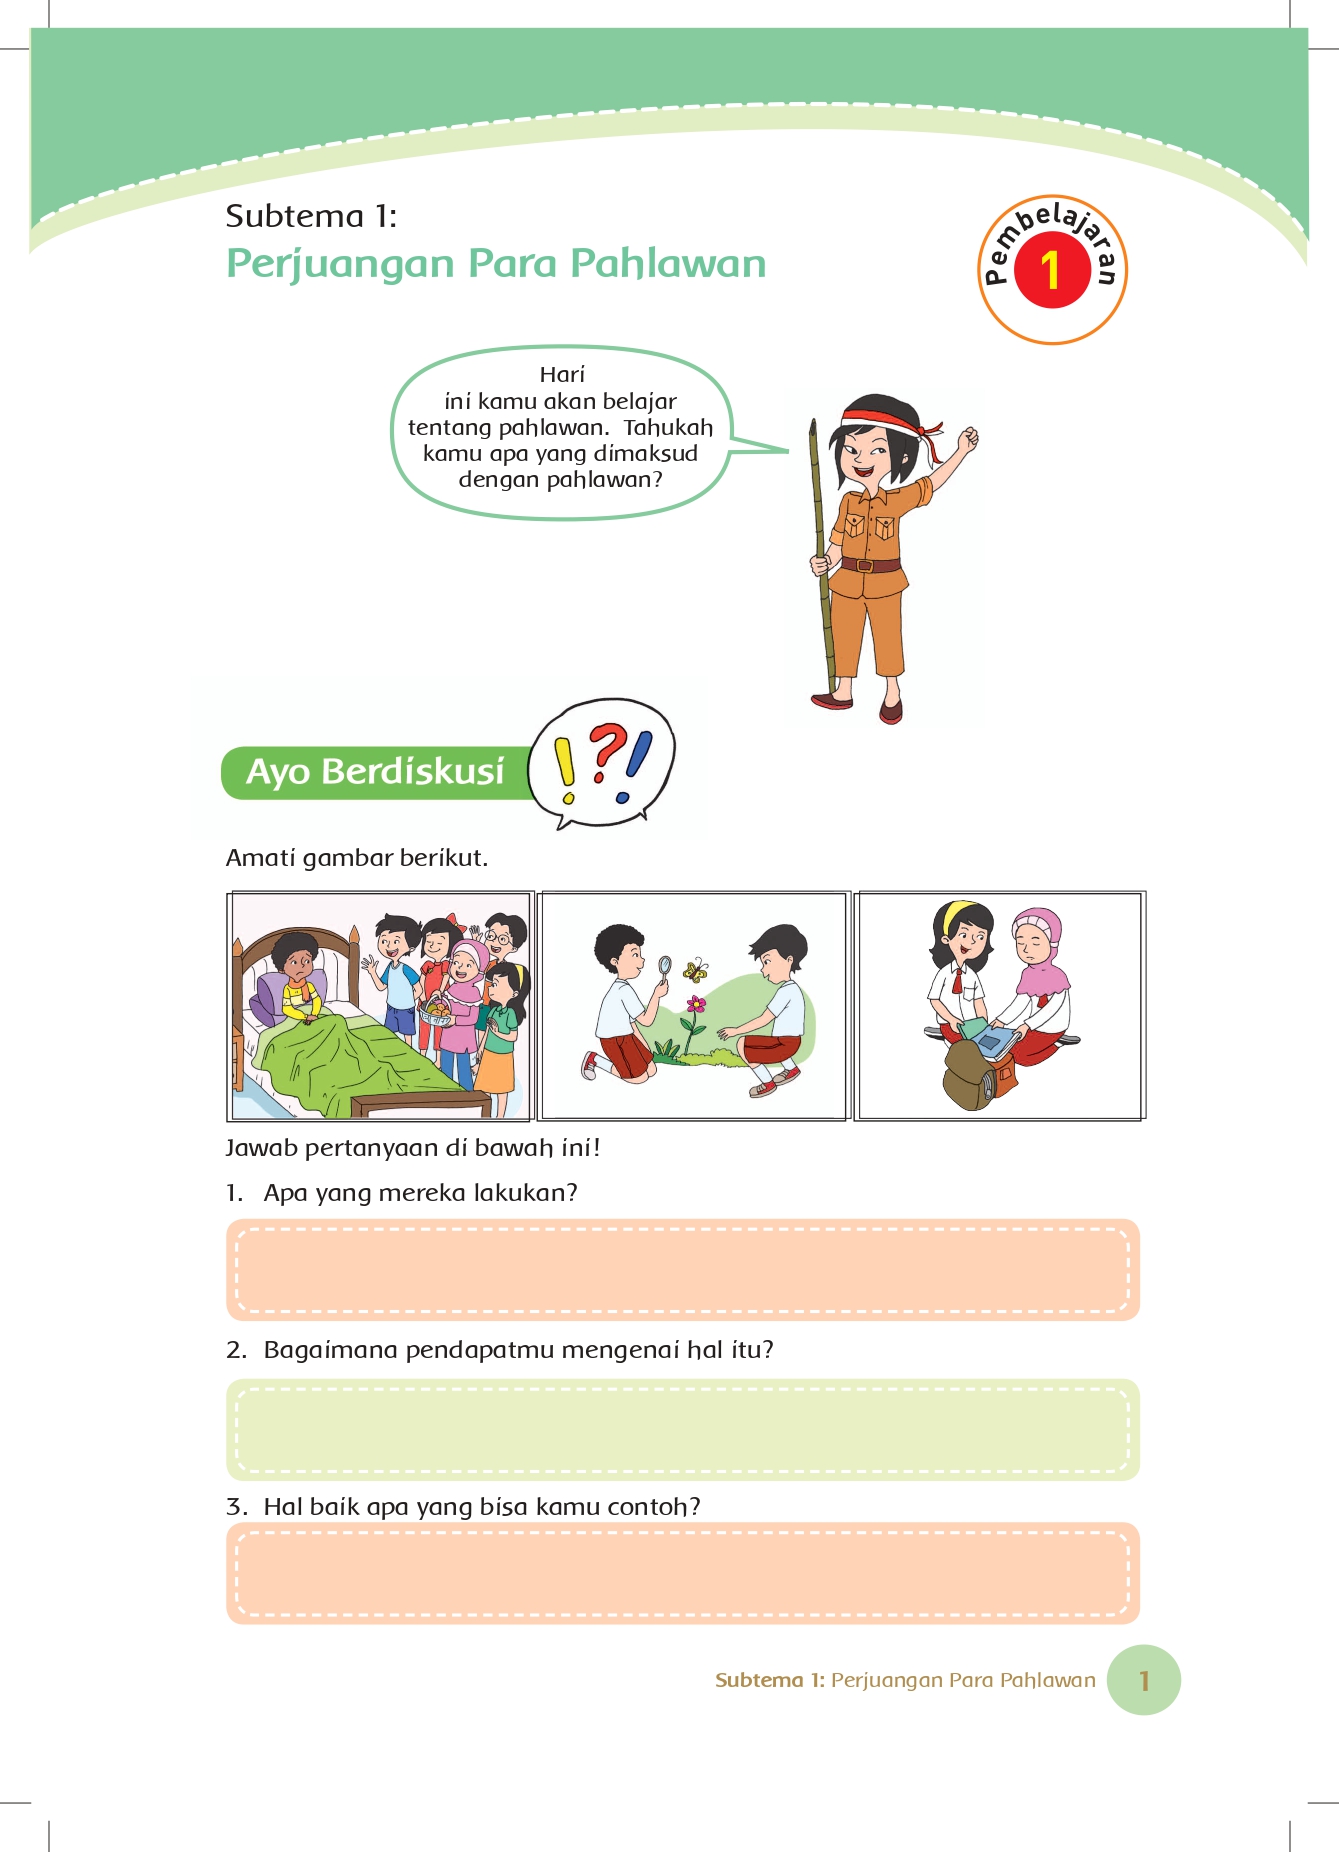 Subtema 1:
Perjuangan Para Pahlawan
Pembelajaran
1
Hari
ini kamu akan belajar
tentang pahlawan. Tahukah
kamu apa yang dimaksud
dengan pahlawan?
Ayo Berdiskusi
!?!
Amati gambar berikut.
Jawab pertanyaan di bawah ini!
1. Apa yang mereka lakukan?
2. Bagaimana pendapatmu mengenai hal itu?
3. Hal baik apa yang bisa kamu contoh?
Subtema 1: Perjuangan Para Pahlawan
1